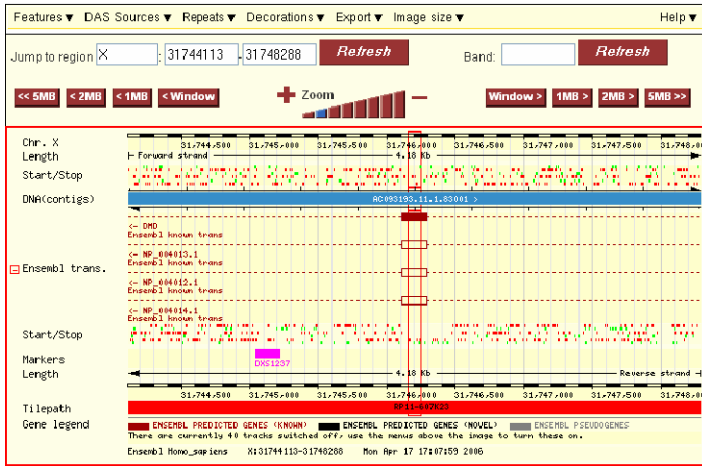 Features▼ DAS Sources▼ Repeats▼ Decorations▼ Export▼ Image size▼ Help▼
Jump to region X : 31744113 - 31748288 Refresh Band: Refresh
<< 5MB < 2MB < 1MB < Window + Zoom − Window > 1MB > 2MB > 5MB >>
Chr. X 31,744,500 31,745,000 31,745,500 31,746,000 31,746,500 31,747,000 31,747,500 31,748,0
Length Forward strand 4.18 Kb
Start/Stop
DNA(contigs) AC093193.11.1.83001 >
<- DMD
Ensembl known trans
<- NP_004013.1
Ensembl known trans
Ensembl trans.
<- NP_004012.1
Ensembl known trans
<- NP_004014.1
Ensembl known trans
Start/Stop
Markers
DXS1237
Length 4.18 Kb Reverse strand
31,744,500 31,745,000 31,745,500 31,746,000 31,746,500 31,747,000 31,747,500 31,748,0
Tilepath RP11-607K23
Gene legend ENSEMBL PREDICTED GENES (KNOWN) ENSEMBL PREDICTED GENES (NOVEL) ENSEMBL PSEUDOGENES
There are currently 40 tracks switched off, use the menus above the image to turn these on.
Ensembl Homo_sapiens X:31744113-31748288 Mon Apr 17 17:07:59 2006